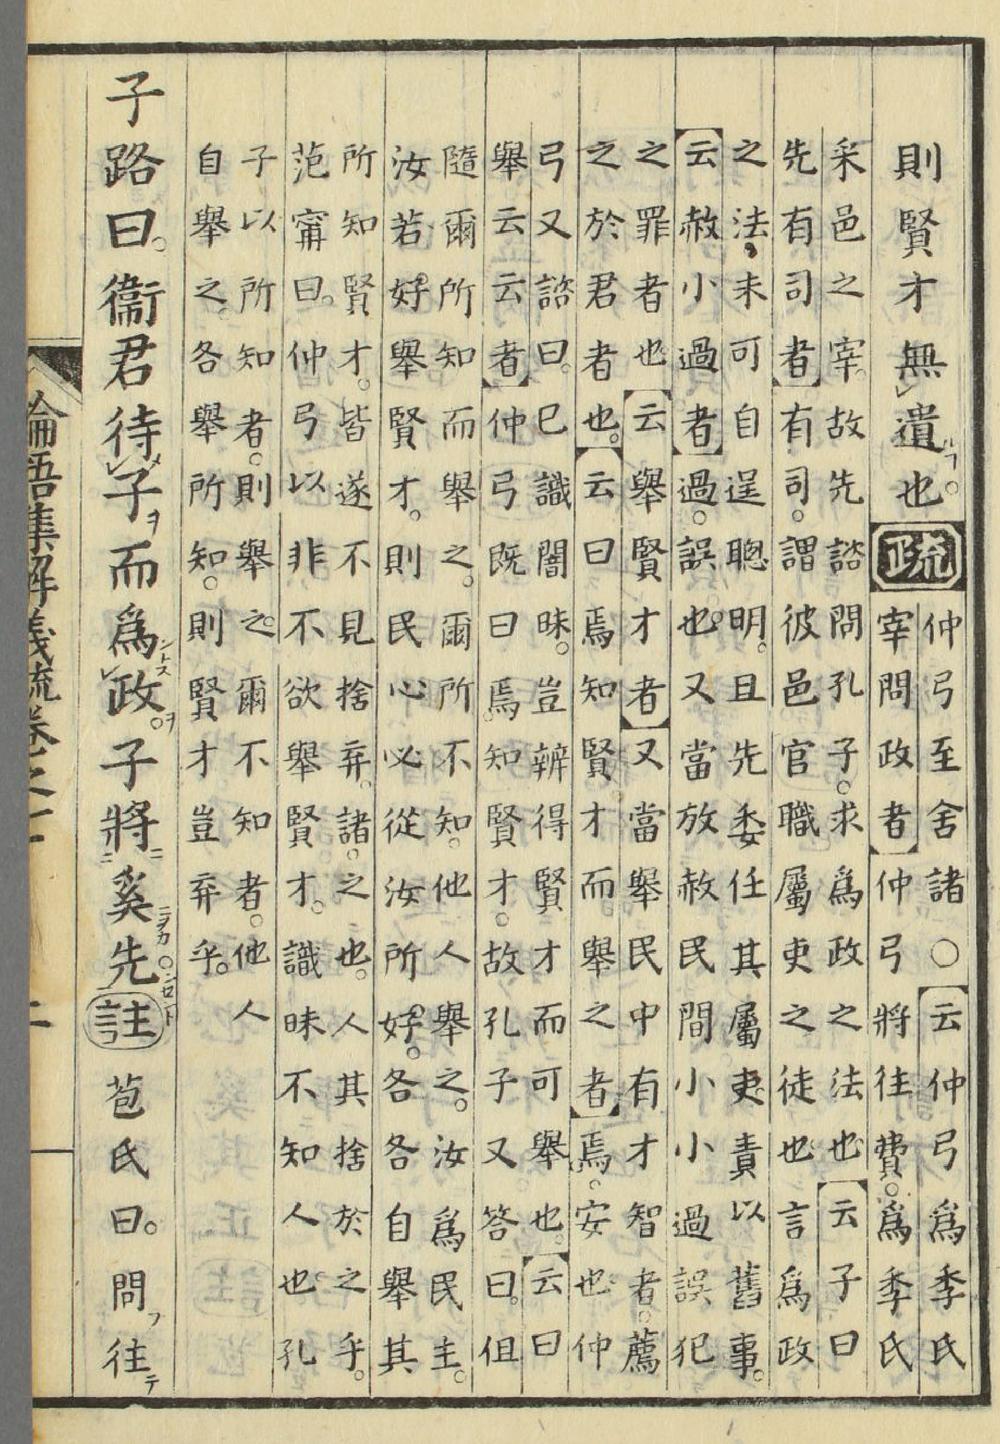 則賢才無遺也。疏
仲弓至舍諸〇云仲弓爲季氏
宰問政者仲弓將往費。爲季氏
采邑之宰。故先諮問孔子。求爲政之法也云子曰
先有司者有司。謂彼邑官職屬吏之徒也言爲政
之法,未可自逞聰明。且先委任其屬吏。責以舊事。
云赦小過者過。誤也。又當放赦民間小小過誤犯
之罪者也云舉賢才者又當舉民中有才智者。薦
之於君者也。云曰焉知賢才而舉之者焉。安也仲
弓又諮曰。已識闇昧。豈辨得賢才而可舉也。云曰
舉云云者仲弓既曰焉。知賢才。故孔子又答曰。但
隨爾所知而舉之。爾所不知。他人舉之。汝爲民主。
汝若好舉賢才。則民心必從汝所好。各各自舉其
所知賢才。皆遂不見捨弃。諸。之也。人其捨於之乎。
范甯曰。仲弓以非不欲舉賢才。識昧不知人也孔
子以所知者。則舉之。爾不知者。他人
自舉之。各舉所知。則賢才豈弃乎。
子路曰。衞君待子ヲ而爲政。子將奚先註苞氏曰。問往
論語集解義疏卷之七